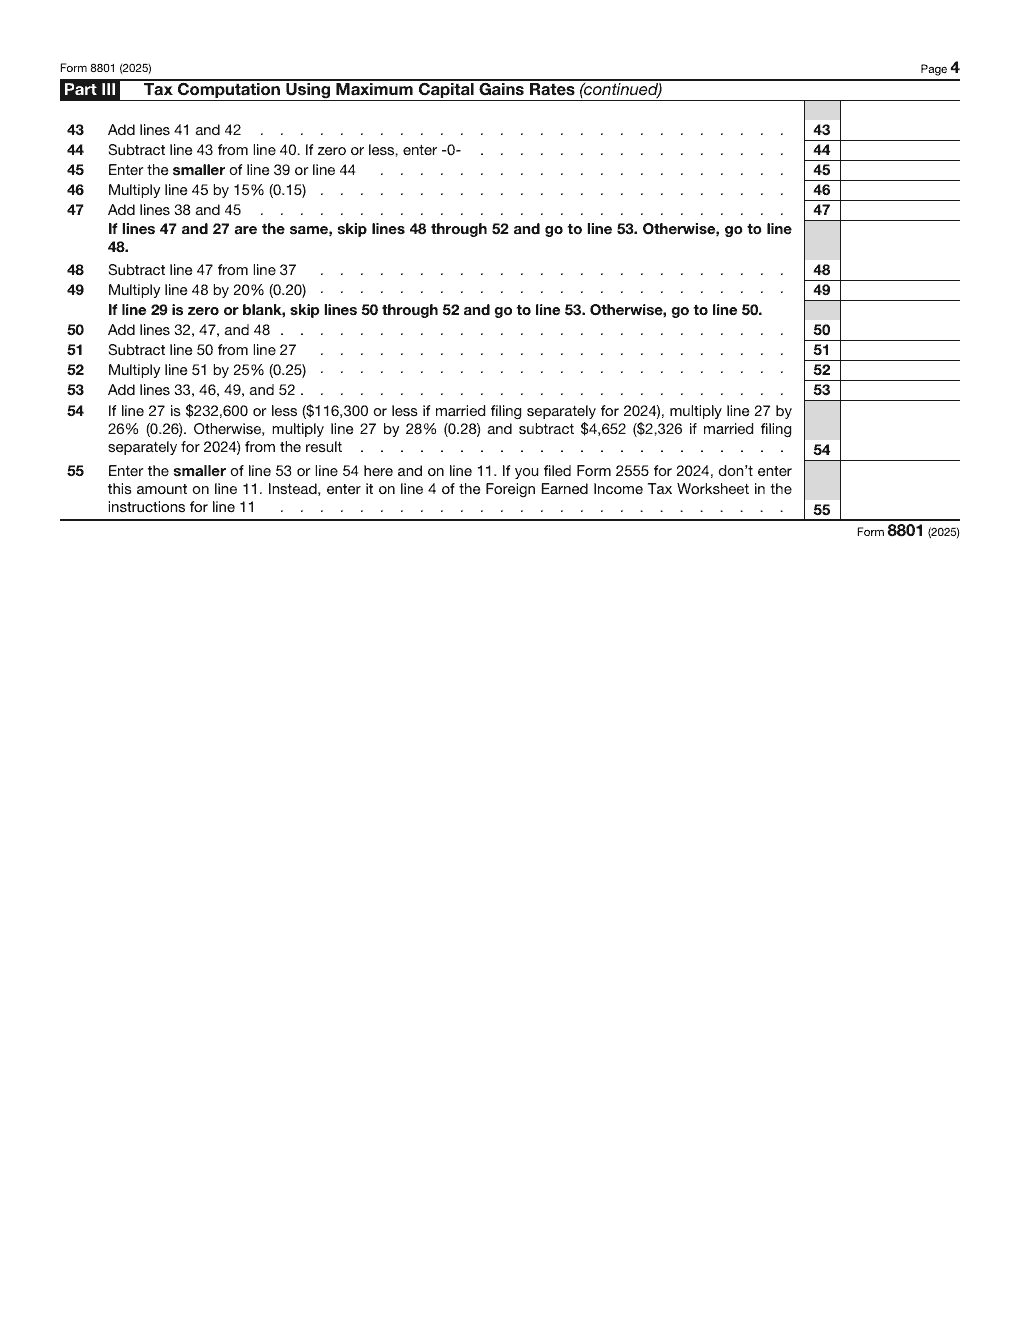 Form 8801 (2025) Page 4
Part III Tax Computation Using Maximum Capital Gains Rates (continued)
43 Add lines 41 and 42 . . . . . . . . . . . . . . . . . . . . . . . . . . . 43
44 Subtract line 43 from line 40. If zero or less, enter -0- . . . . . . . . . . . . . . . . 44
45 Enter the smaller of line 39 or line 44 . . . . . . . . . . . . . . . . . . . . . 45
46 Multiply line 45 by 15% (0.15) . . . . . . . . . . . . . . . . . . . . . . . . 46
47 Add lines 38 and 45 . . . . . . . . . . . . . . . . . . . . . . . . . . . 47
If lines 47 and 27 are the same, skip lines 48 through 52 and go to line 53. Otherwise, go to line
48.
48 Subtract line 47 from line 37 . . . . . . . . . . . . . . . . . . . . . . . . 48
49 Multiply line 48 by 20% (0.20) . . . . . . . . . . . . . . . . . . . . . . . . 49
If line 29 is zero or blank, skip lines 50 through 52 and go to line 53. Otherwise, go to line 50.
50 Add lines 32, 47, and 48 . . . . . . . . . . . . . . . . . . . . . . . . . . 50
51 Subtract line 50 from line 27 . . . . . . . . . . . . . . . . . . . . . . . . 51
52 Multiply line 51 by 25% (0.25) . . . . . . . . . . . . . . . . . . . . . . . . 52
53 Add lines 33, 46, 49, and 52 . . . . . . . . . . . . . . . . . . . . . . . . . 53
54 If line 27 is $232,600 or less ($116,300 or less if married filing separately for 2024), multiply line 27 by
26% (0.26). Otherwise, multiply line 27 by 28% (0.28) and subtract $4,652 ($2,326 if married filing
separately for 2024) from the result . . . . . . . . . . . . . . . . . . . . . . 54
55 Enter the smaller of line 53 or line 54 here and on line 11. If you filed Form 2555 for 2024, don’t enter
this amount on line 11. Instead, enter it on line 4 of the Foreign Earned Income Tax Worksheet in the
instructions for line 11 . . . . . . . . . . . . . . . . . . . . . . . . . . 55
Form 8801 (2025)